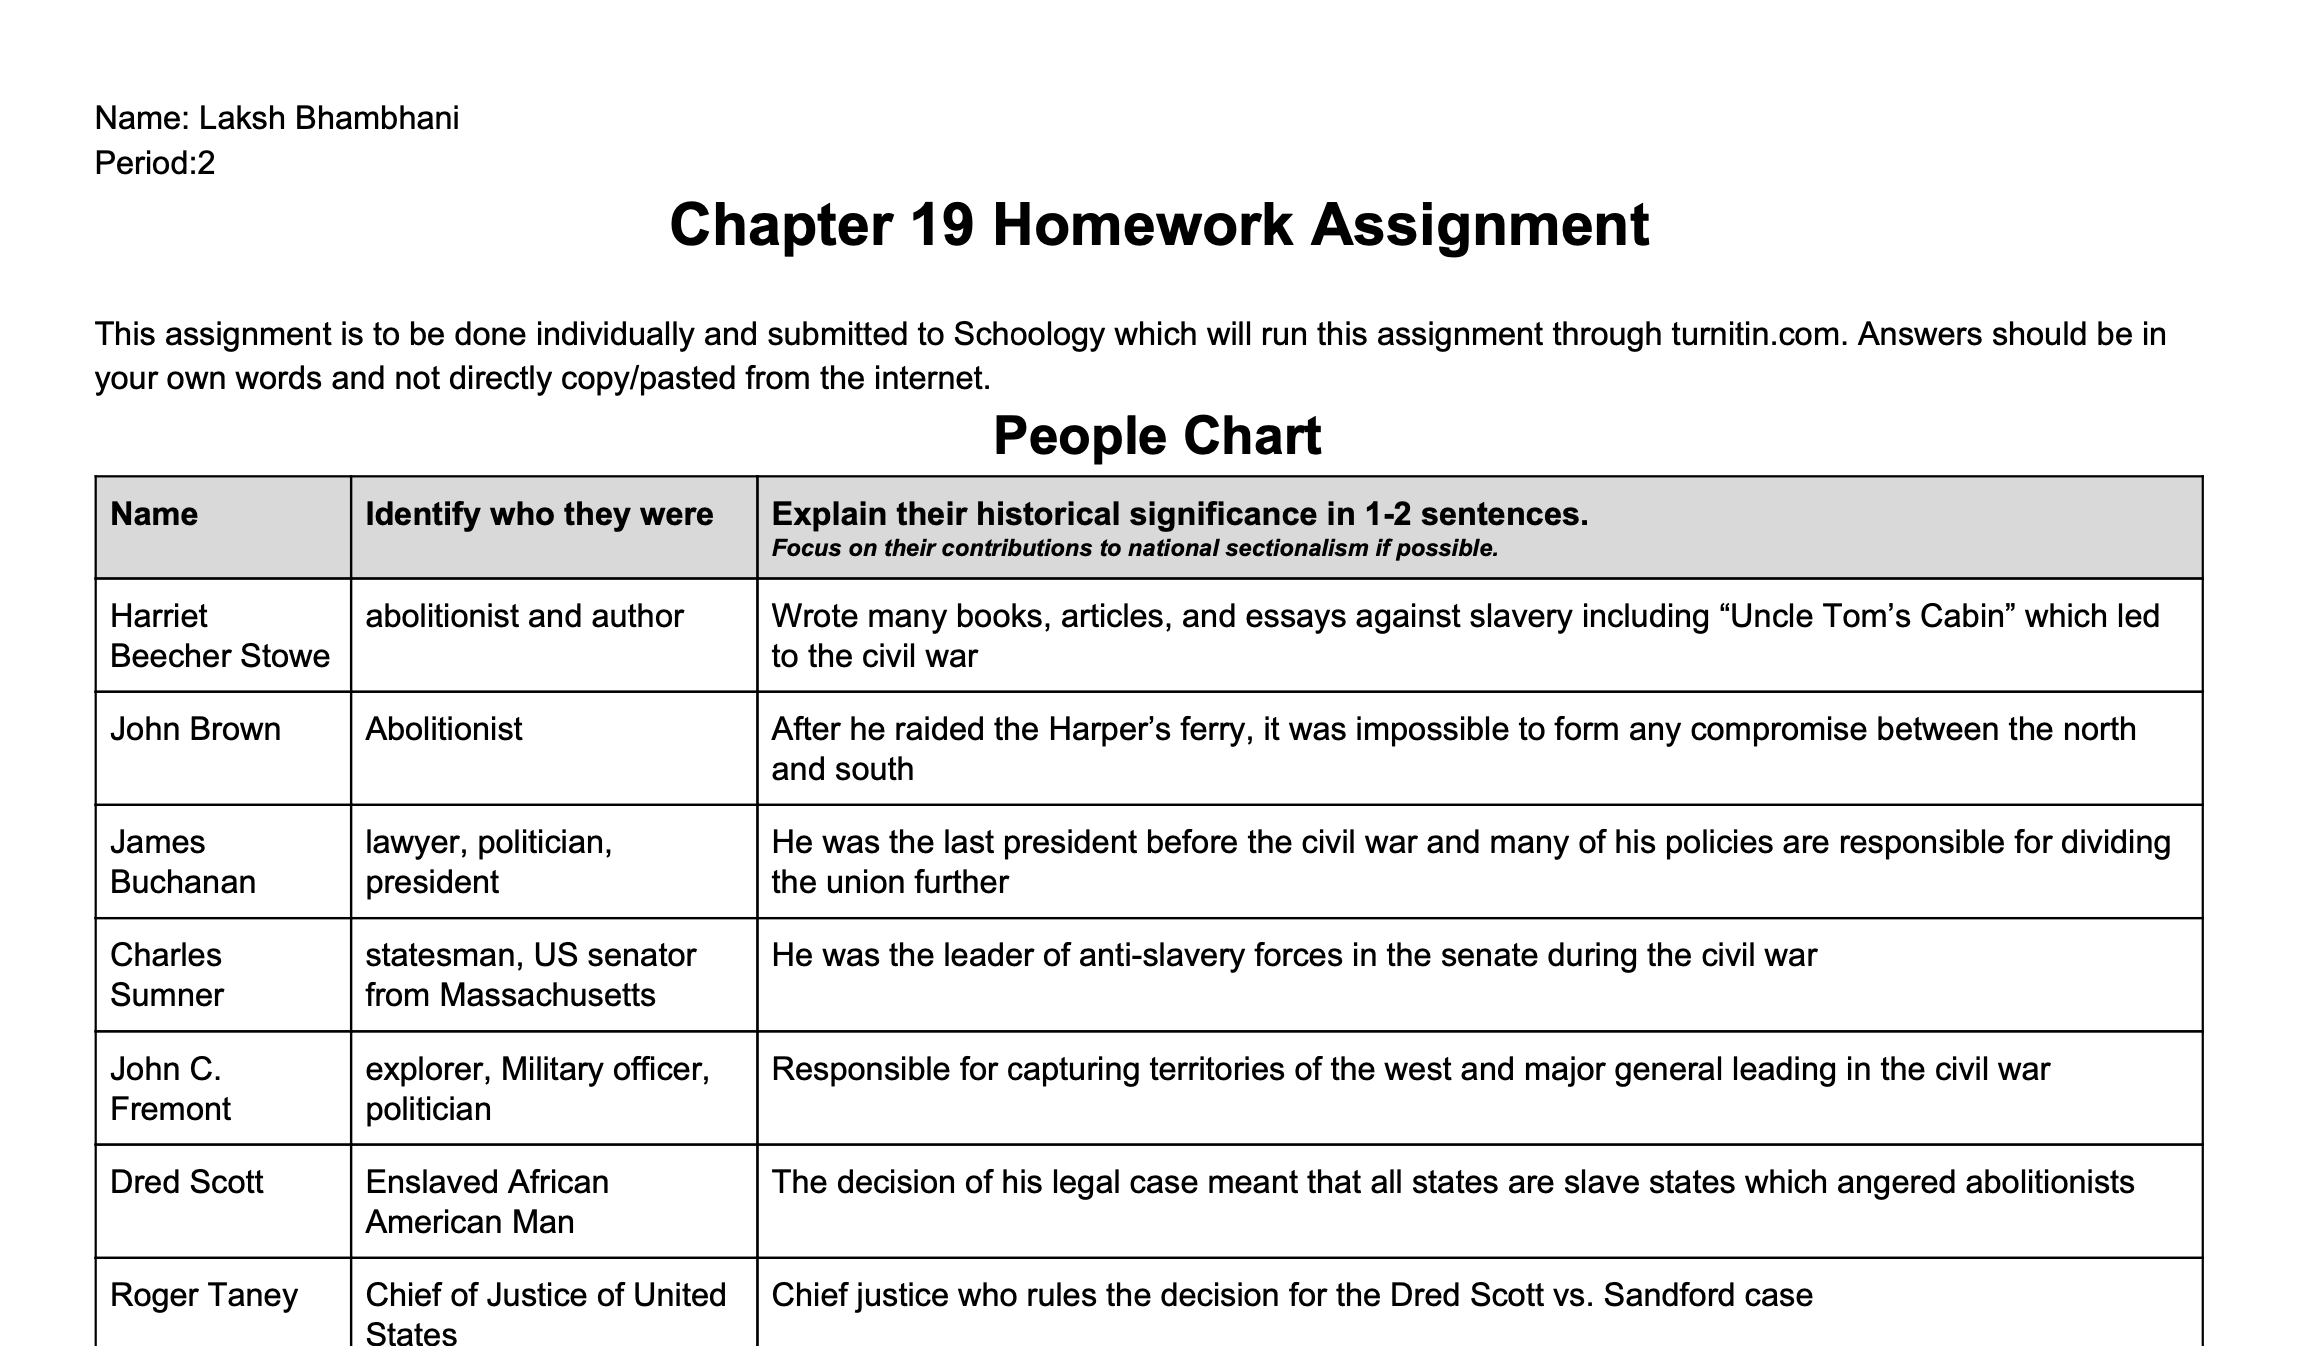 Name: Laksh Bhambhani
Period:2
Chapter 19 Homework Assignment
This assignment is to be done individually and submitted to Schoology which will run this assignment through turnitin.com. Answers should be in
your own words and not directly copy/pasted from the internet.
People Chart
Name
Identify who they were
Explain their historical significance in 1-2 sentences.
Focus on their contributions to national sectionalism if possible.
Harriet
Beecher Stowe
abolitionist and author
Wrote many books, articles, and essays against slavery including “Uncle Tom’s Cabin” which led
to the civil war
John Brown
Abolitionist
After he raided the Harper’s ferry, it was impossible to form any compromise between the north
and south
James
Buchanan
lawyer, politician,
president
He was the last president before the civil war and many of his policies are responsible for dividing
the union further
Charles
Sumner
statesman, US senator
from Massachusetts
He was the leader of anti-slavery forces in the senate during the civil war
John C.
Fremont
explorer, Military officer,
politician
Responsible for capturing territories of the west and major general leading in the civil war
Dred Scott
Enslaved African
American Man
The decision of his legal case meant that all states are slave states which angered abolitionists
Roger Taney
Chief of Justice of United
States
Chief justice who rules the decision for the Dred Scott vs. Sandford case